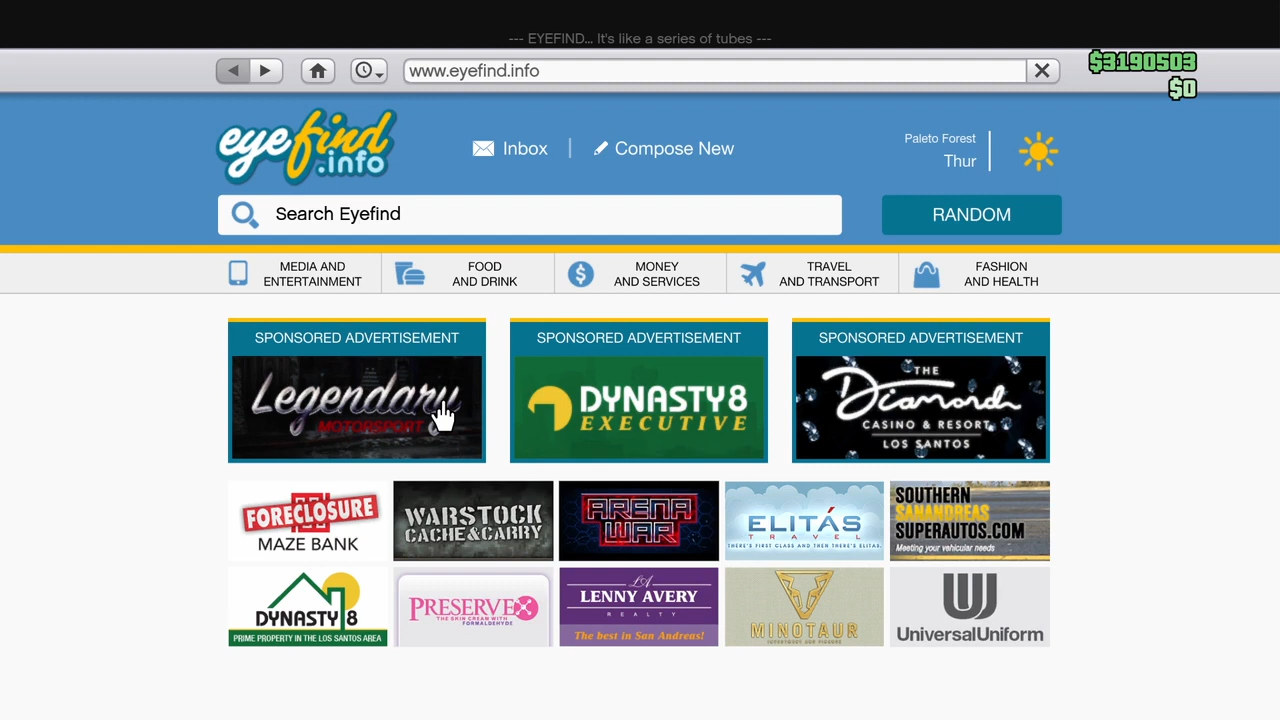 --- EYEFIND... It's like a series of tubes ---
www.eyefind.info
$3190503
$0
eyefind
.info
Inbox
Compose New
Paleto Forest
Thur
Search Eyefind
RANDOM
MEDIA AND
ENTERTAINMENT
FOOD
AND DRINK
MONEY
AND SERVICES
TRAVEL
AND TRANSPORT
FASHION
AND HEALTH
SPONSORED ADVERTISEMENT
Legendary
MOTORSPORT
SPONSORED ADVERTISEMENT
DYNASTY8
EXECUTIVE
SPONSORED ADVERTISEMENT
THE
Diamond
CASINO & RESORT
LOS SANTOS
FORECLOSURE
MAZE BANK
WARSTOCK
CACHE&CARRY
ARENA
WAR
ELITÁS
TRAVEL
THERE'S FIRST CLASS AND THEN THERE'S ELITAS.
SOUTHERN
SANANDREAS
SUPERAUTOS.COM
Meeting your vehicular needs
DYNASTY 8
PRIME PROPERTY IN THE LOS SANTOS AREA
PRESERVEX
THE SKIN CREAM WITH
FORMALDEHYDE
LA
LENNY AVERY
REALTY
The best in San Andreas!
MINOTAUR
UniversalUniform